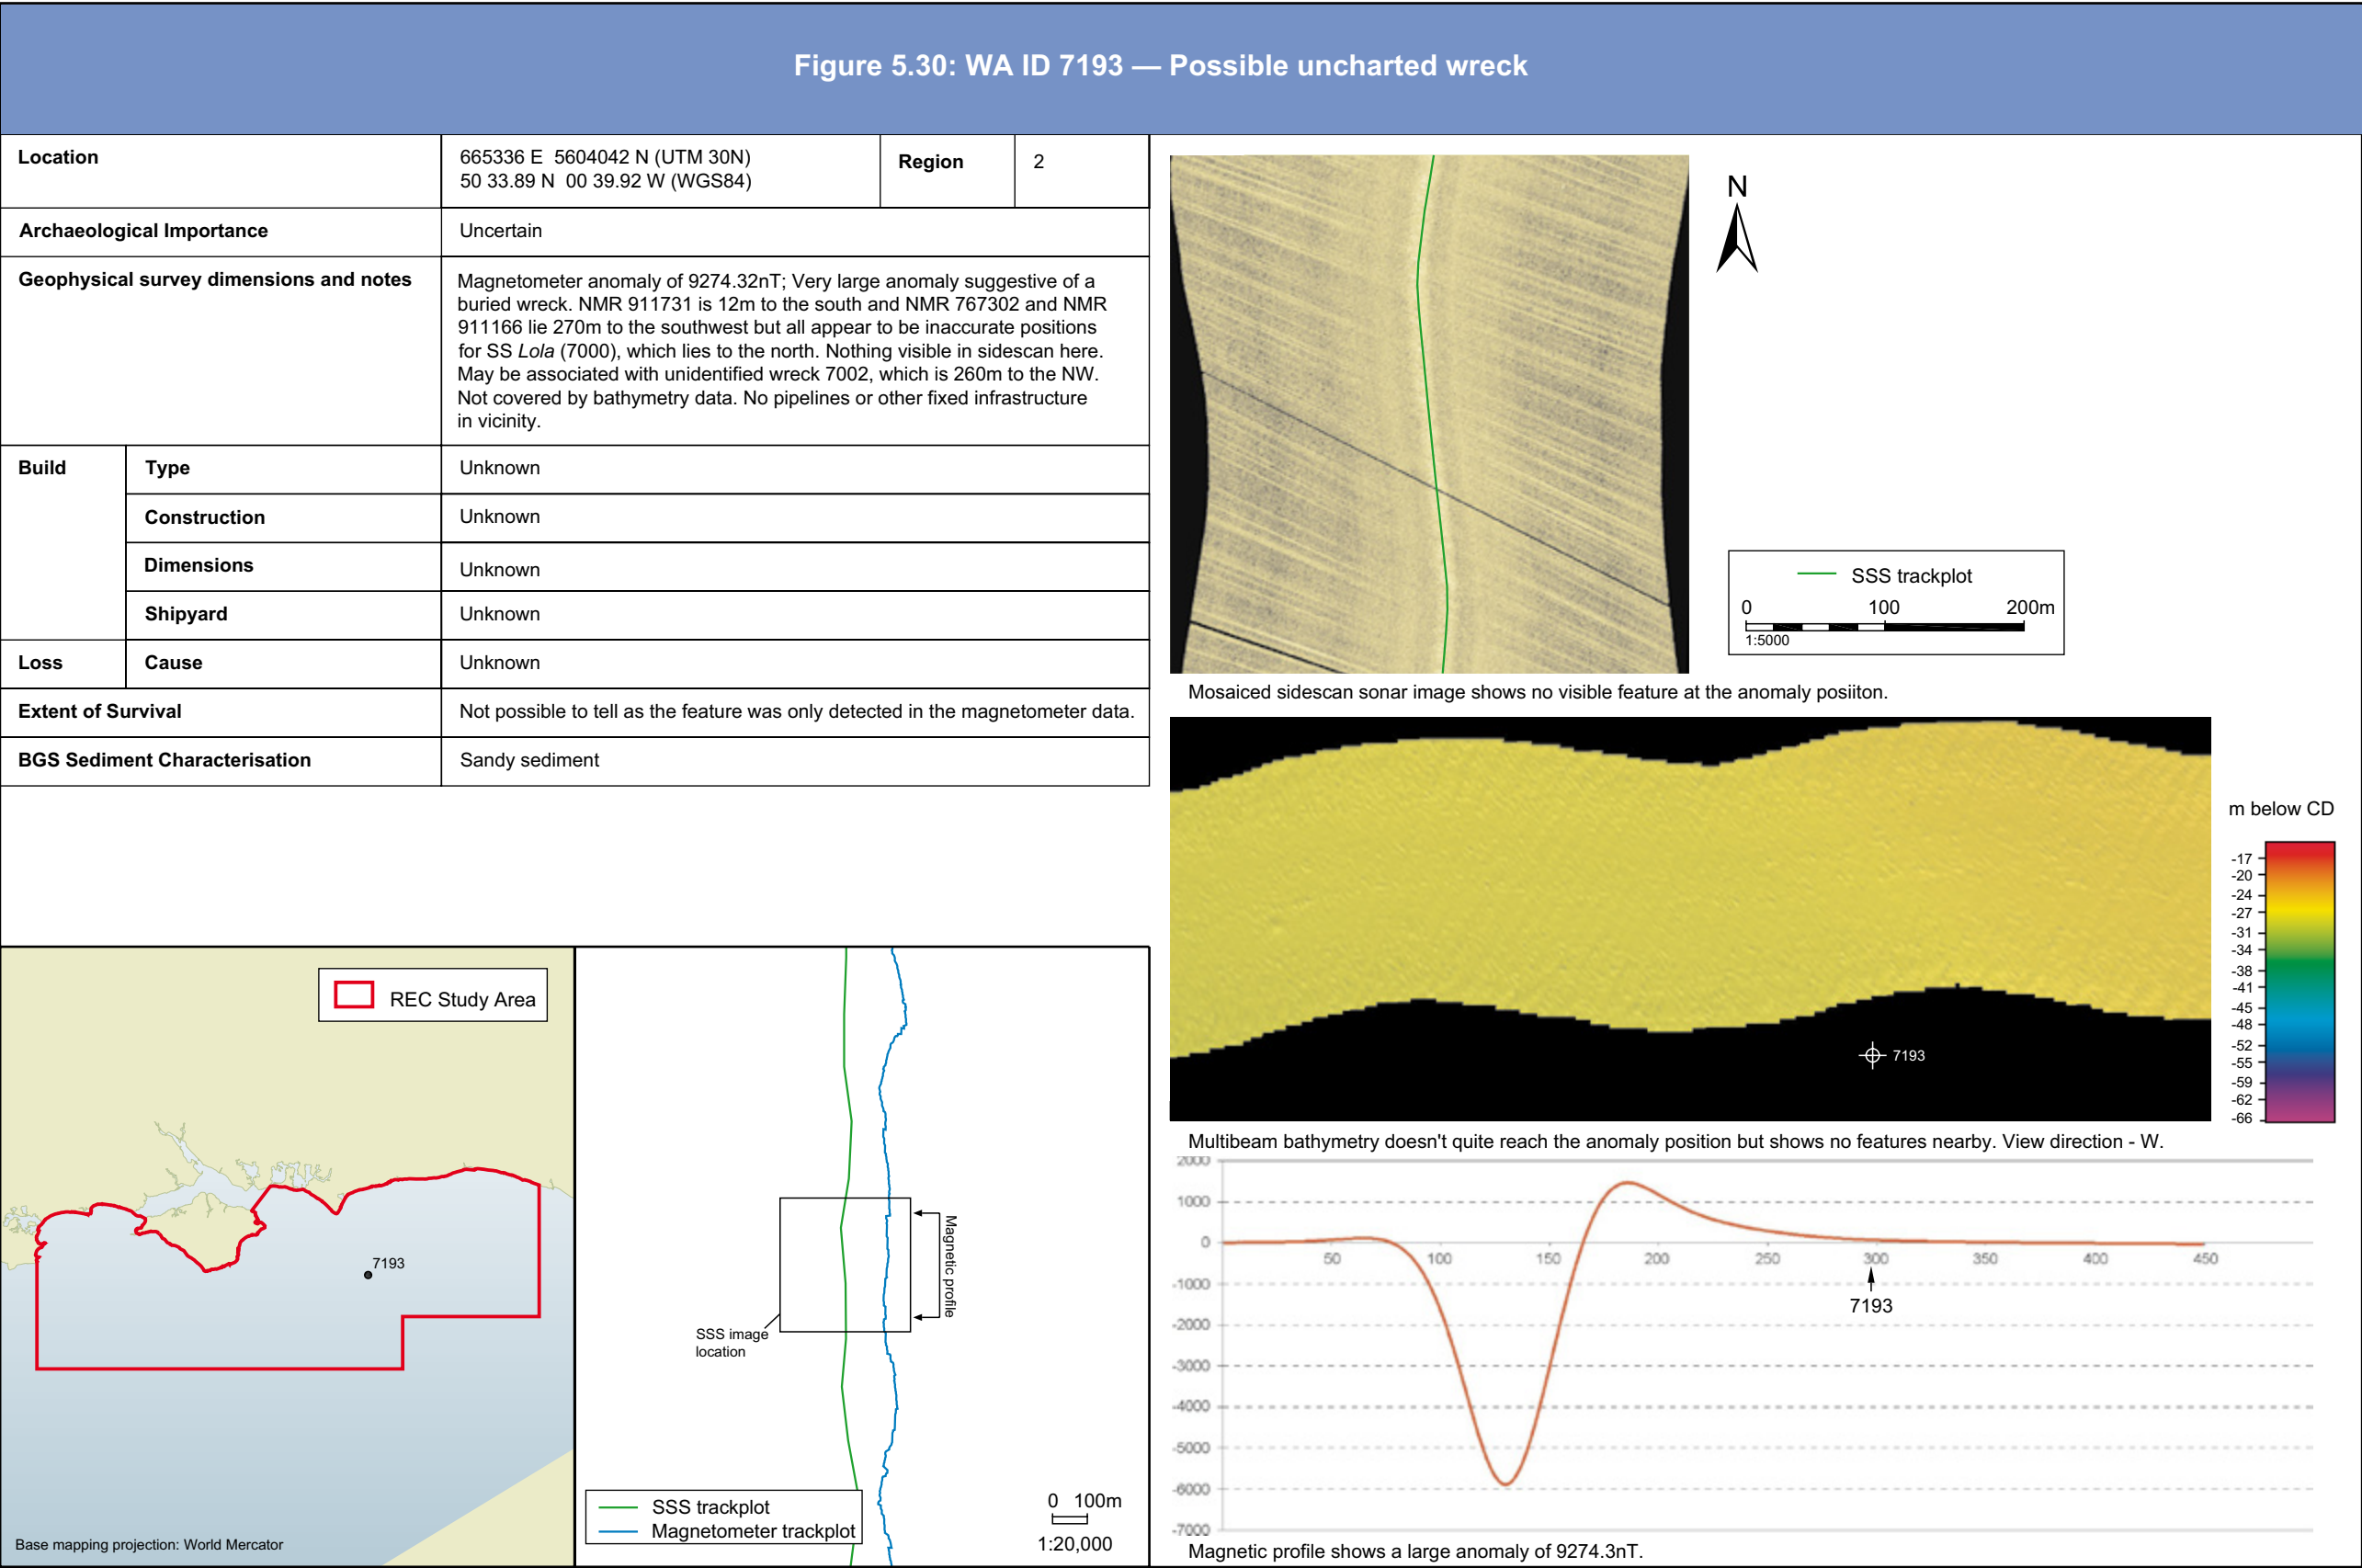 Figure 5.30: WA ID 7193 — Possible uncharted wreck
Location
665336 E  5604042 N (UTM 30N)
50 33.89 N  00 39.92 W (WGS84)
Region
2
Archaeological Importance
Uncertain
Geophysical survey dimensions and notes
Magnetometer anomaly of 9274.32nT; Very large anomaly suggestive of a
buried wreck. NMR 911731 is 12m to the south and NMR 767302 and NMR
911166 lie 270m to the southwest but all appear to be inaccurate positions
for SS Lola (7000), which lies to the north. Nothing visible in sidescan here.
May be associated with unidentified wreck 7002, which is 260m to the NW.
Not covered by bathymetry data. No pipelines or other fixed infrastructure
in vicinity.
Build
Type
Unknown
Construction
Unknown
Dimensions
Unknown
Shipyard
Unknown
Loss
Cause
Unknown
Extent of Survival
Not possible to tell as the feature was only detected in the magnetometer data.
BGS Sediment Characterisation
Sandy sediment
REC Study Area
7193
Base mapping projection: World Mercator
Magnetic profile
SSS image
location
SSS trackplot
Magnetometer trackplot
0 100m
1:20,000
N
SSS trackplot
0 100 200m
1:5000
Mosaiced sidescan sonar image shows no visible feature at the anomaly posiiton.
7193
m below CD
-17
-20
-24
-27
-31
-34
-38
-41
-45
-48
-52
-55
-59
-62
-66
Multibeam bathymetry doesn't quite reach the anomaly position but shows no features nearby. View direction - W.
2000
1000
0
-1000
-2000
-3000
-4000
-5000
-6000
-7000
50 100 150 200 250 300 350 400 450
7193
Magnetic profile shows a large anomaly of 9274.3nT.